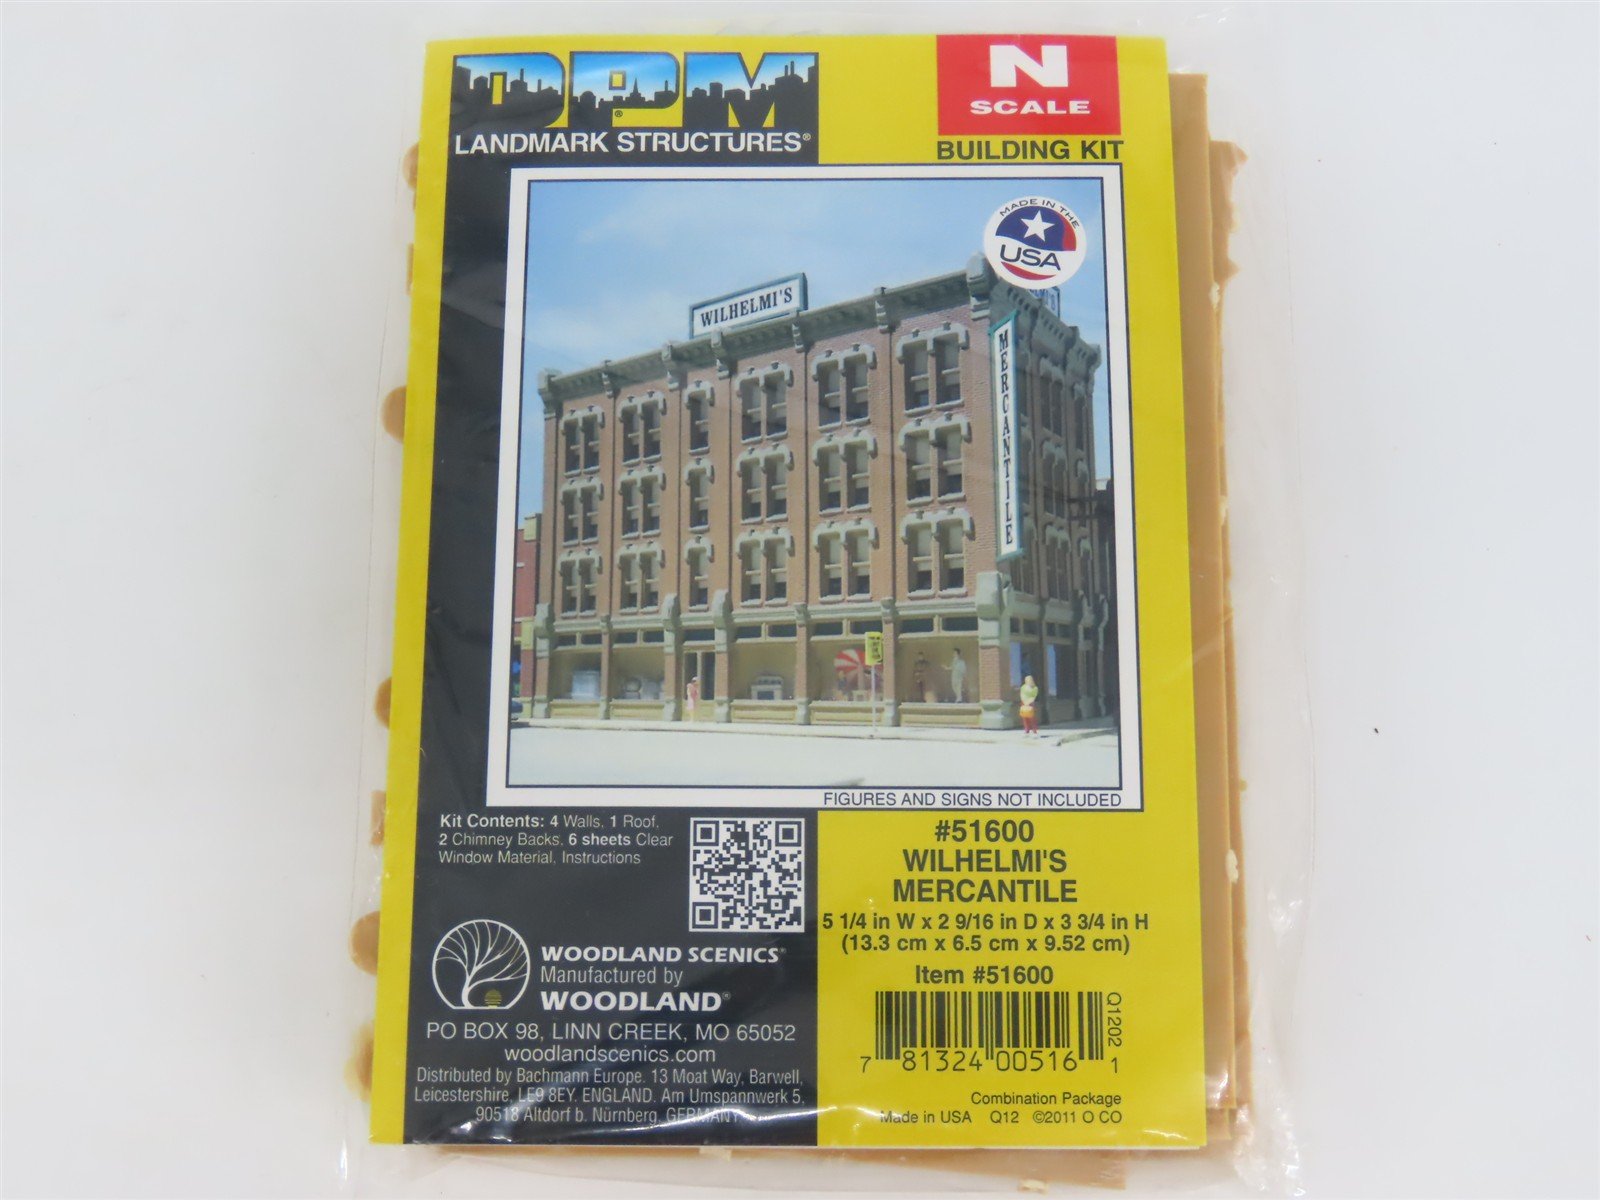 DPM®
LANDMARK STRUCTURES®
N
SCALE
BUILDING KIT
MADE IN THE
USA
WILHELMI'S
MERCANTILE
FIGURES AND SIGNS NOT INCLUDED
Kit Contents: 4 Walls, 1 Roof,
2 Chimney Backs, 6 sheets Clear
Window Material, Instructions
#51600
WILHELMI'S
MERCANTILE
5 1/4 in W x 2 9/16 in D x 3 3/4 in H
(13.3 cm x 6.5 cm x 9.52 cm)
Item #51600
Q1202
7 81324 00516 1
Combination Package
Made in USA Q12 ©2011 O CO
WOODLAND SCENICS®
Manufactured by
WOODLAND®
PO BOX 98, LINN CREEK, MO 65052
woodlandscenics.com
Distributed by Bachmann Europe. 13 Moat Way, Barwell,
Leicestershire, LE9 8EY. ENGLAND. Am Umspannwerk 5,
90518 Altdorf b. Nürnberg, GERMANY